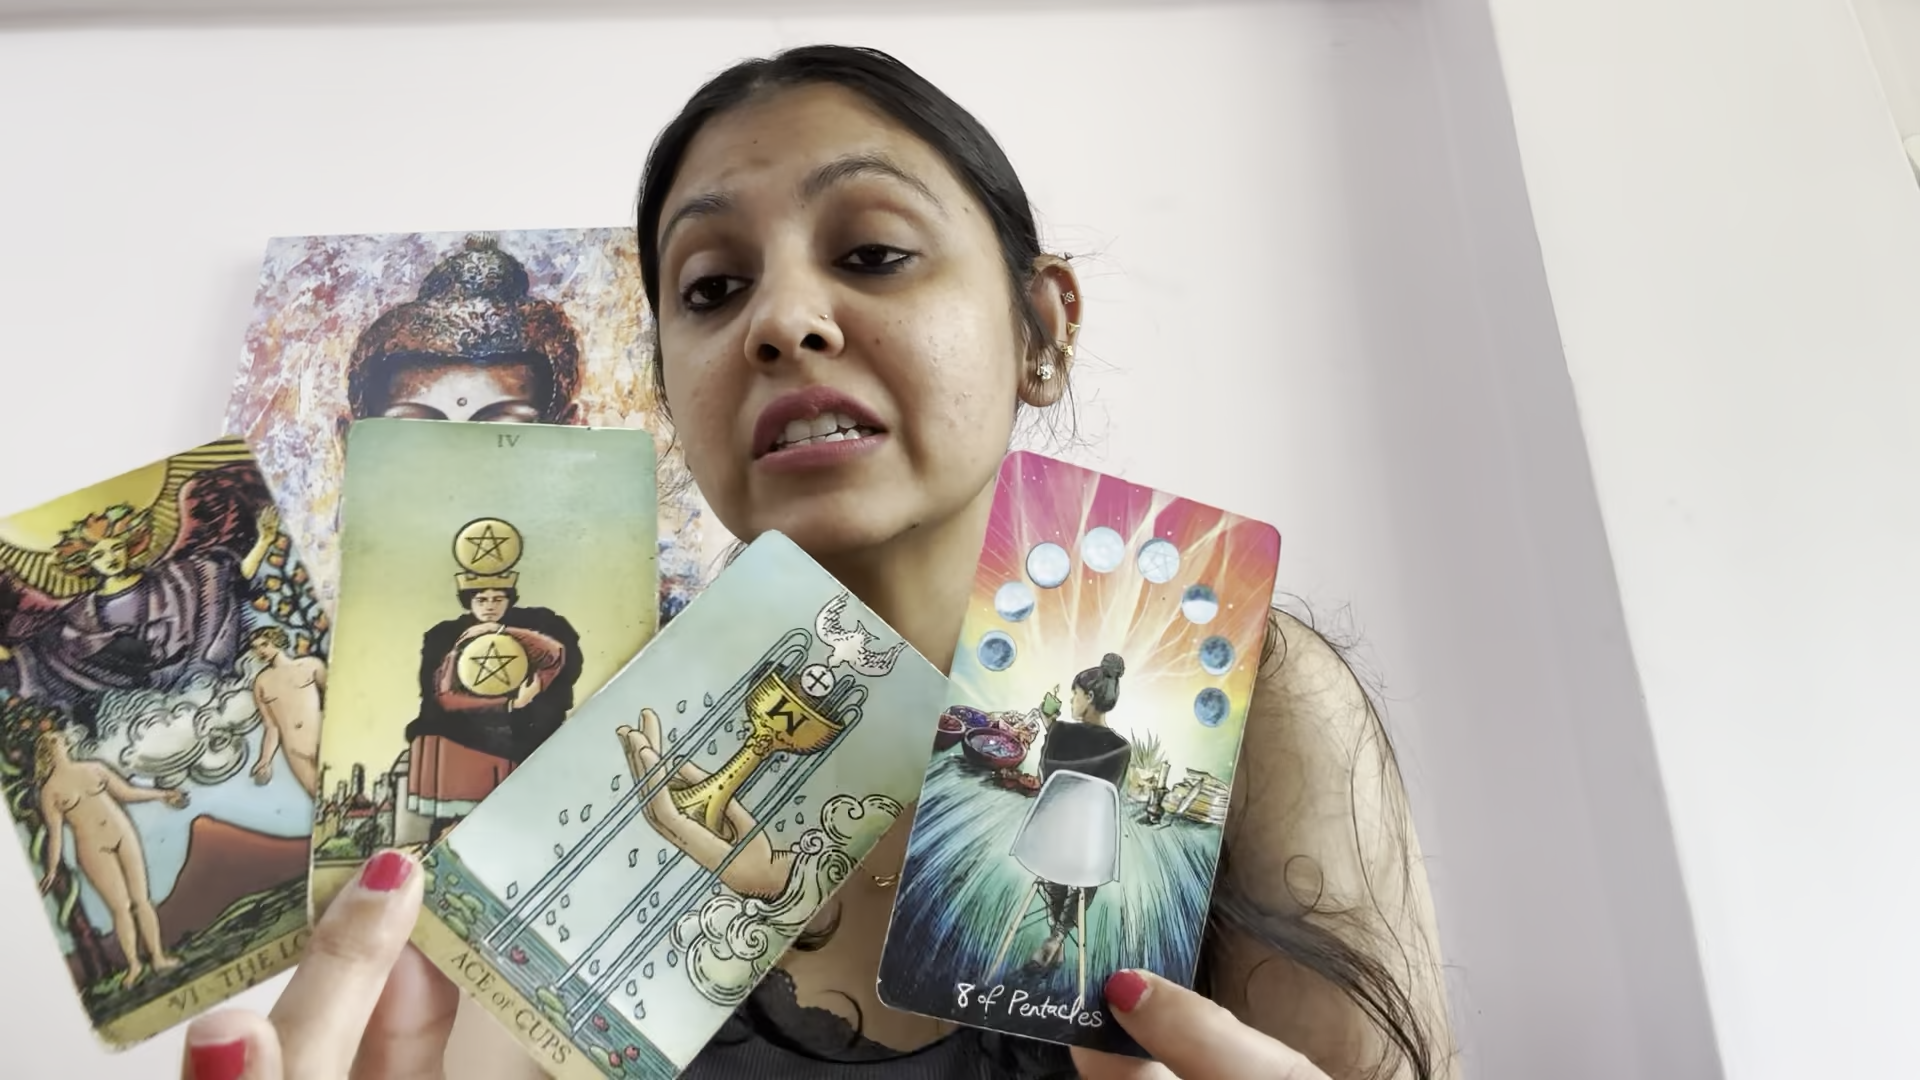 IV
VI - THE LO
ACE OF CUPS
8 of Pentacles